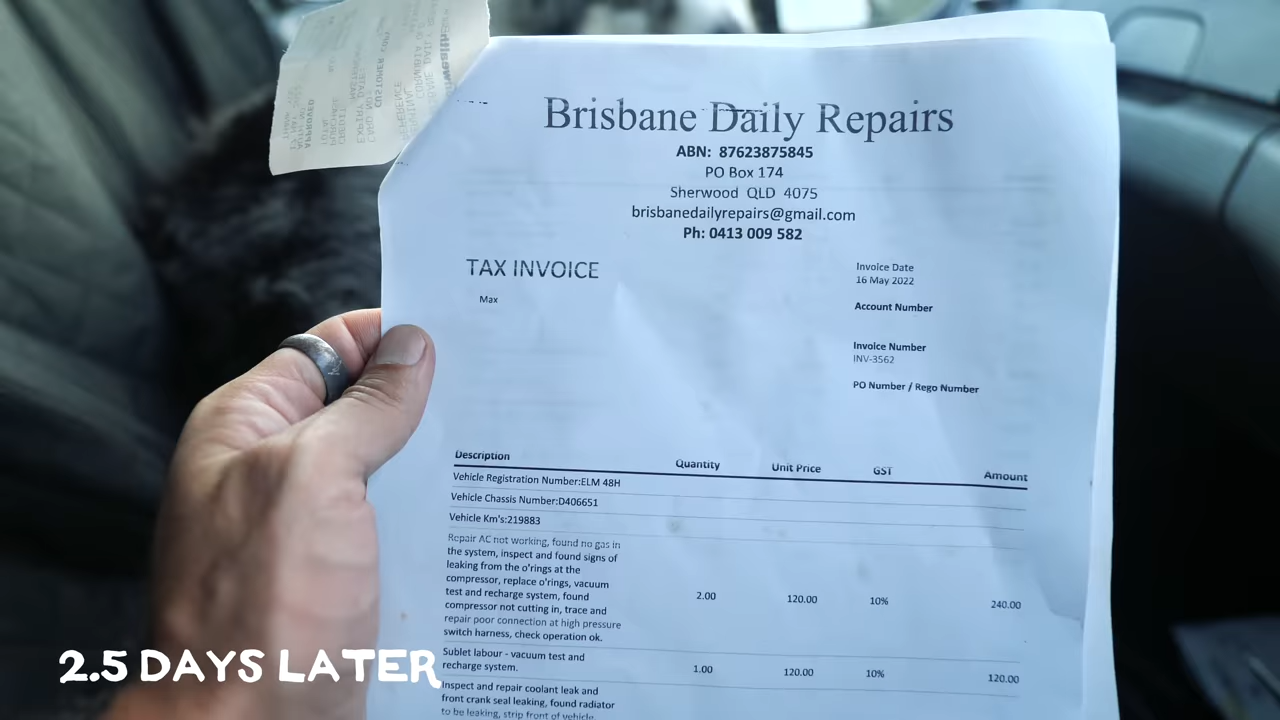 CUSTOMER COPY
APPROVED
Brisbane Daily Repairs
ABN: 87623875845
PO Box 174
Sherwood QLD 4075
brisbanedailyrepairs@gmail.com
Ph: 0413 009 582
TAX INVOICE
Max
Invoice Date
16 May 2022
Account Number
Invoice Number
INV-3562
PO Number / Rego Number
Description Quantity Unit Price GST Amount
Vehicle Registration Number:ELM 48H
Vehicle Chassis Number:D406651
Vehicle Km's:219883
Repair AC not working, found no gas in
the system, inspect and found signs of
leaking from the o'rings at the
compressor, replace o'rings, vacuum
test and recharge system, found
compressor not cutting in, trace and
repair poor connection at high pressure
switch harness, check operation ok.
2.00 120.00 10% 240.00
Sublet labour - vacuum test and
recharge system.
1.00 120.00 10% 120.00
Inspect and repair coolant leak and
front crank seal leaking, found radiator
to be leaking, strip front of vehicle,
2.5 DAYS LATER